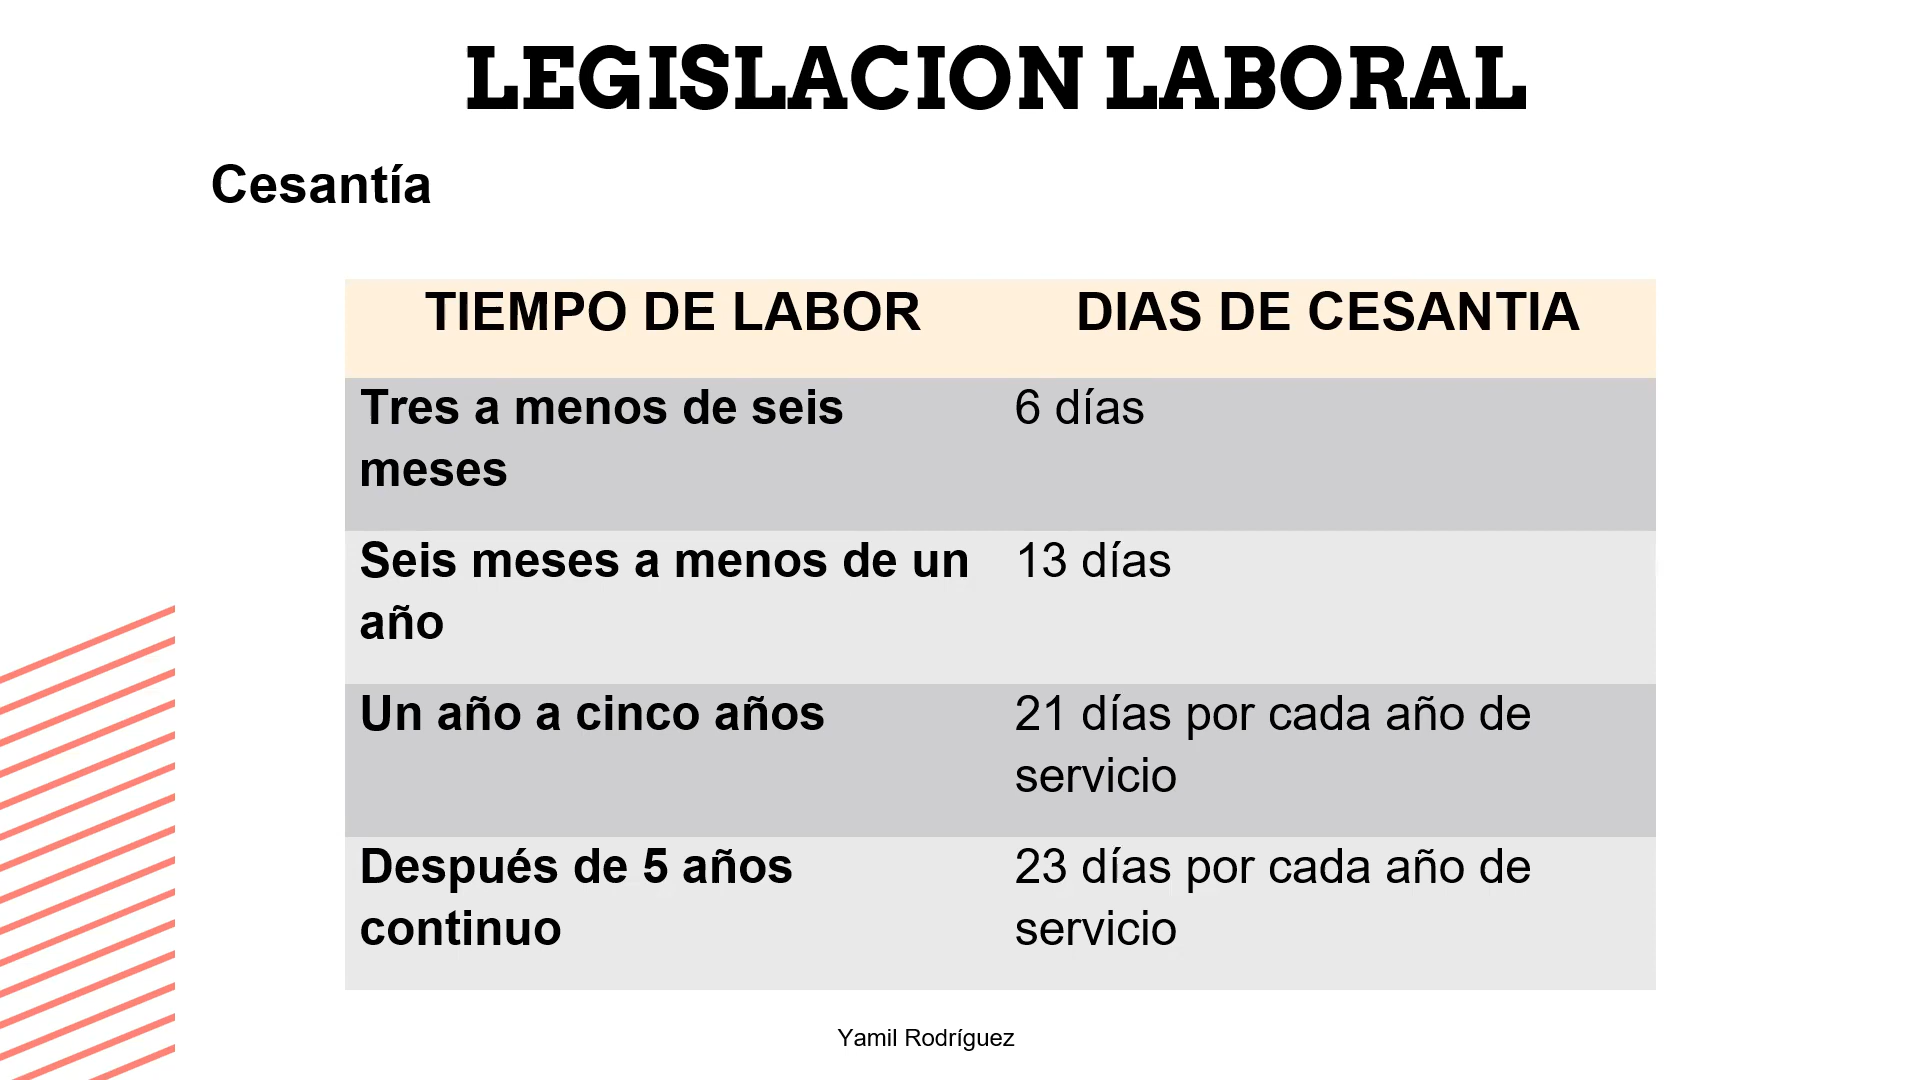 LEGISLACION LABORAL
Cesantía
TIEMPO DE LABOR
DIAS DE CESANTIA
Tres a menos de seis
meses
6 días
Seis meses a menos de un
año
13 días
Un año a cinco años
21 días por cada año de
servicio
Después de 5 años
continuo
23 días por cada año de
servicio
Yamil Rodríguez